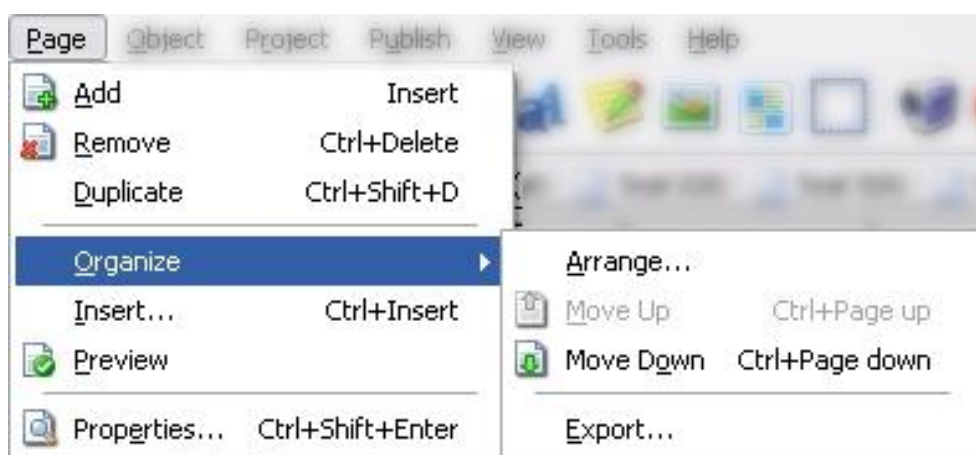 Page Object Project Publish View Tools Help
Add Insert
Remove Ctrl+Delete
Duplicate Ctrl+Shift+D
Organize
Insert... Ctrl+Insert
Preview
Properties... Ctrl+Shift+Enter
Arrange...
Move Up Ctrl+Page up
Move Down Ctrl+Page down
Export...